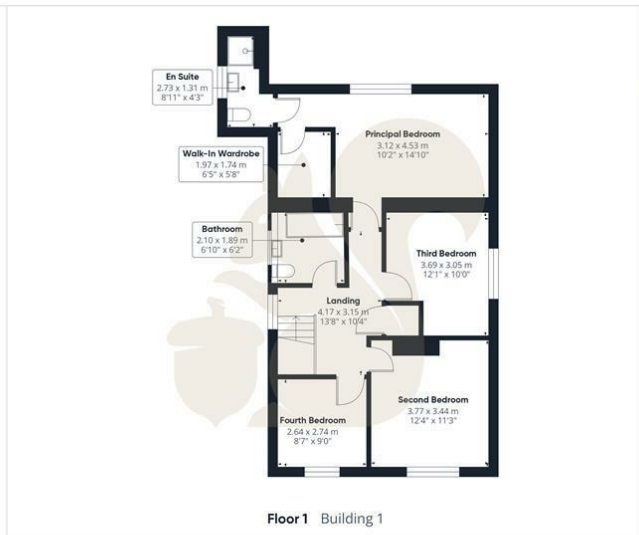 En Suite
2.73 x 1.31 m
8'11" x 4'3"
Principal Bedroom
3.12 x 4.53 m
10'2" x 14'10"
Walk-In Wardrobe
1.97 x 1.74 m
6'5" x 5'8"
Bathroom
2.10 x 1.89 m
6'10" x 6'2"
Third Bedroom
3.69 x 3.05 m
12'1" x 10'0"
Landing
4.17 x 3.15 m
13'8" x 10'4"
Second Bedroom
3.77 x 3.44 m
12'4" x 11'3"
Fourth Bedroom
2.64 x 2.74 m
8'7" x 9'0"
Floor 1 Building 1